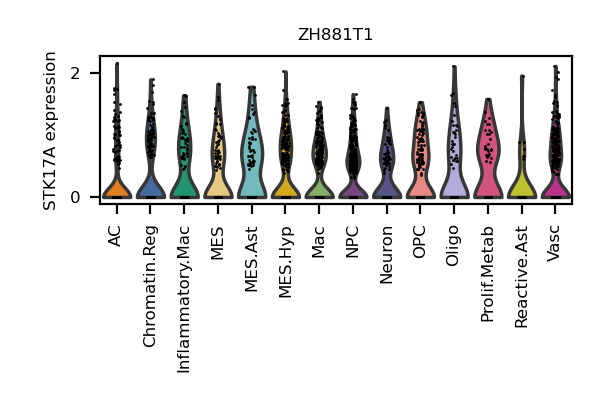 ZH881T1
STK17A expression
2
0
AC
Chromatin.Reg
Inflammatory.Mac
MES
MES.Ast
MES.Hyp
Mac
NPC
Neuron
OPC
Oligo
Prolif.Metab
Reactive.Ast
Vasc